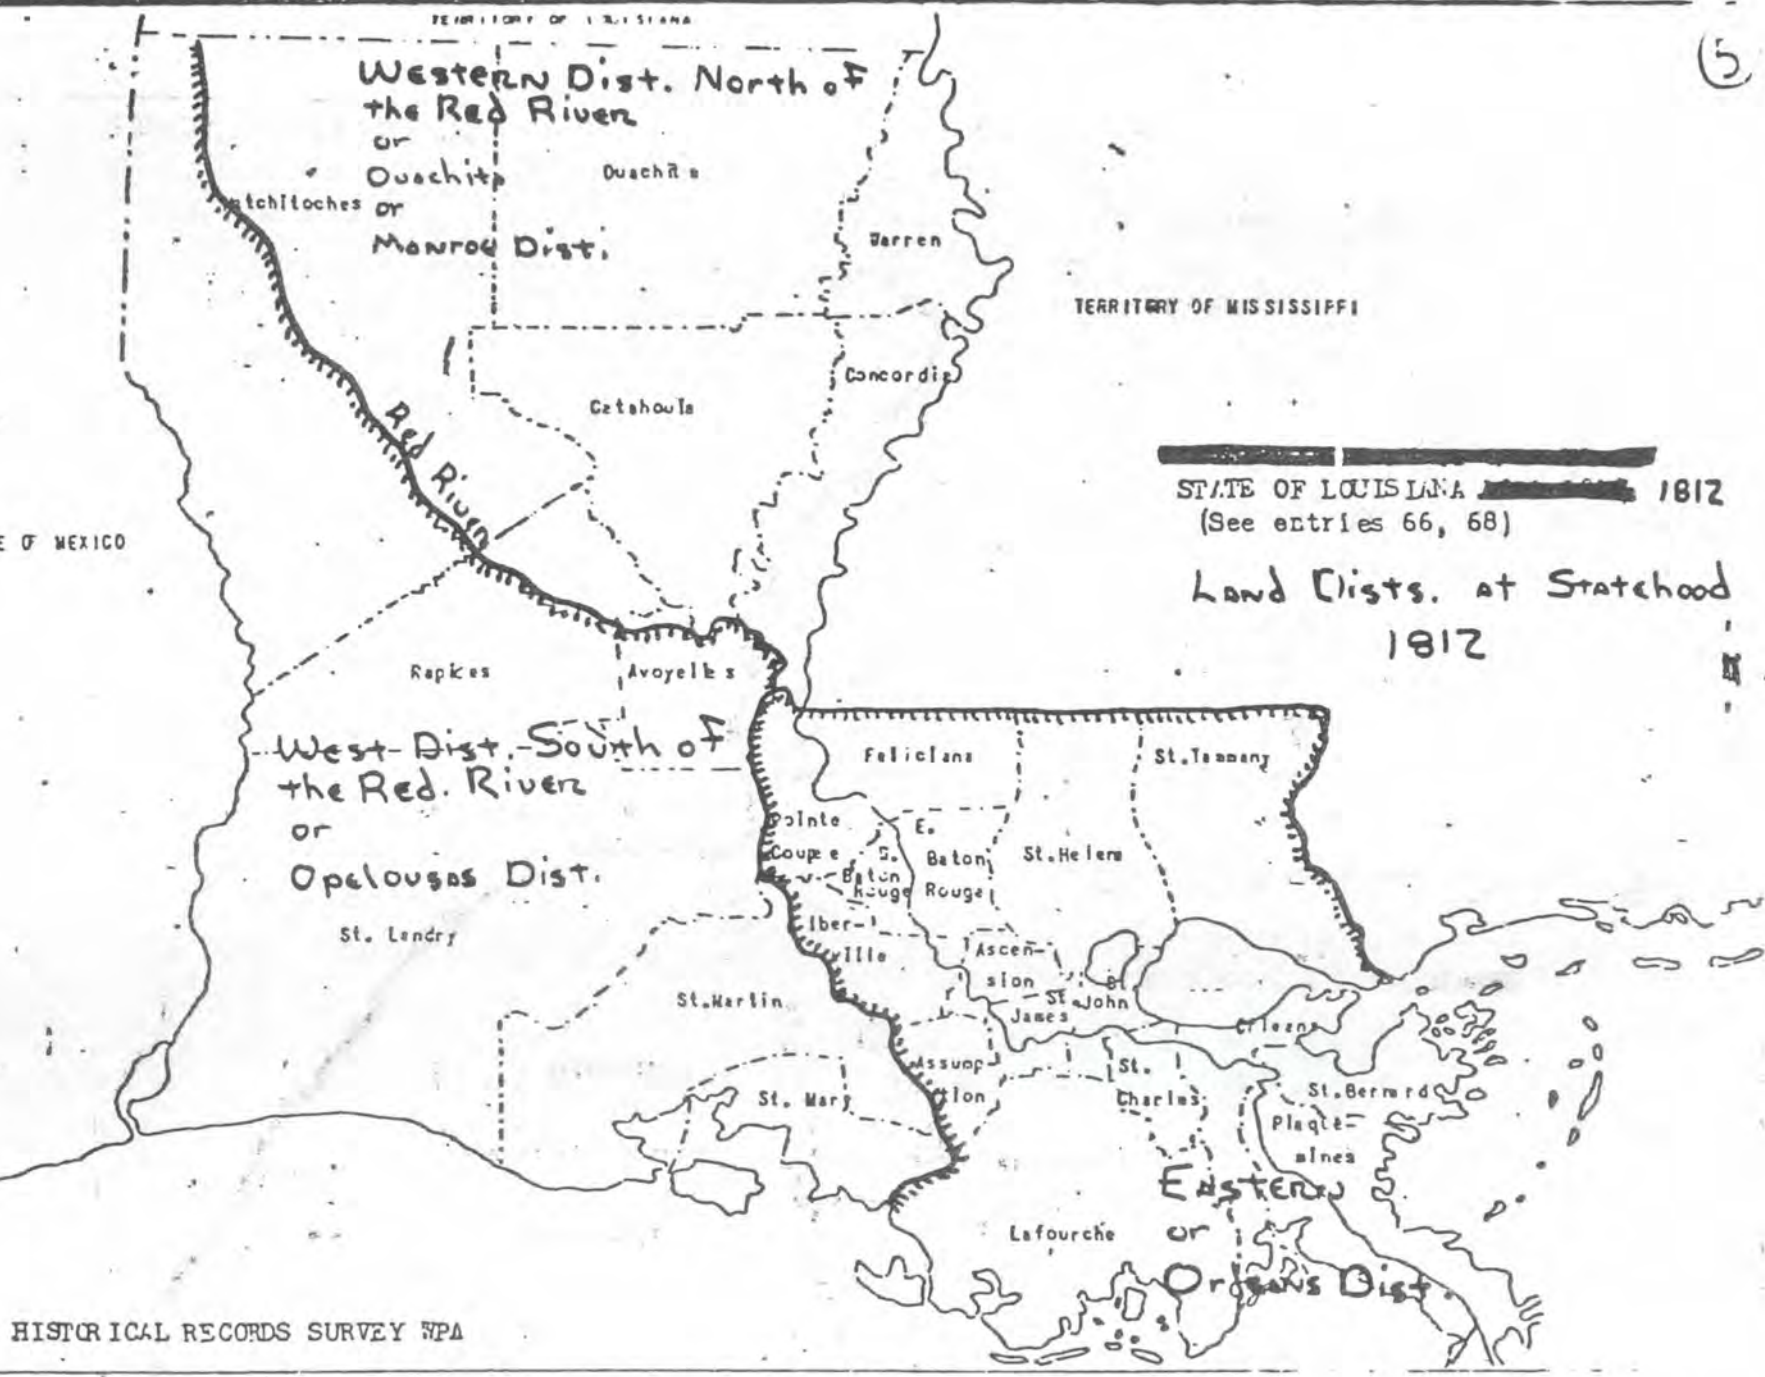 TERRITORY OF LOUISIANA
5
Western Dist. North of
the Red River
or
Ouachita
or
Monroe Dist.
Ouachita
atchitoches
Warren
TERRITORY OF MISSISSIPPI
Concordia
Catahoula
Red River
STATE OF LOUISIANA 1812
(See entries 66, 68)
E OF MEXICO
Land Dists. at Statehood
1812
Rapides
Avoyelles
West-Dist.-South of
the Red. River
or
Opelousas Dist.
Feliciana
St.Tammany
Pointe
Coupee
E.
Baton
Rouge
Baton
Rouge
St.Helena
St. Landry
Iber-
ville
Ascen-
sion
St.
James
St.
John
St.Martin
Orleans
Assump
tion
St.
Charles
St. Mary
St.Bernard
Plaque-
mines
Eastern
or
Orleans Dist.
Lafourche
HISTORICAL RECORDS SURVEY WPA